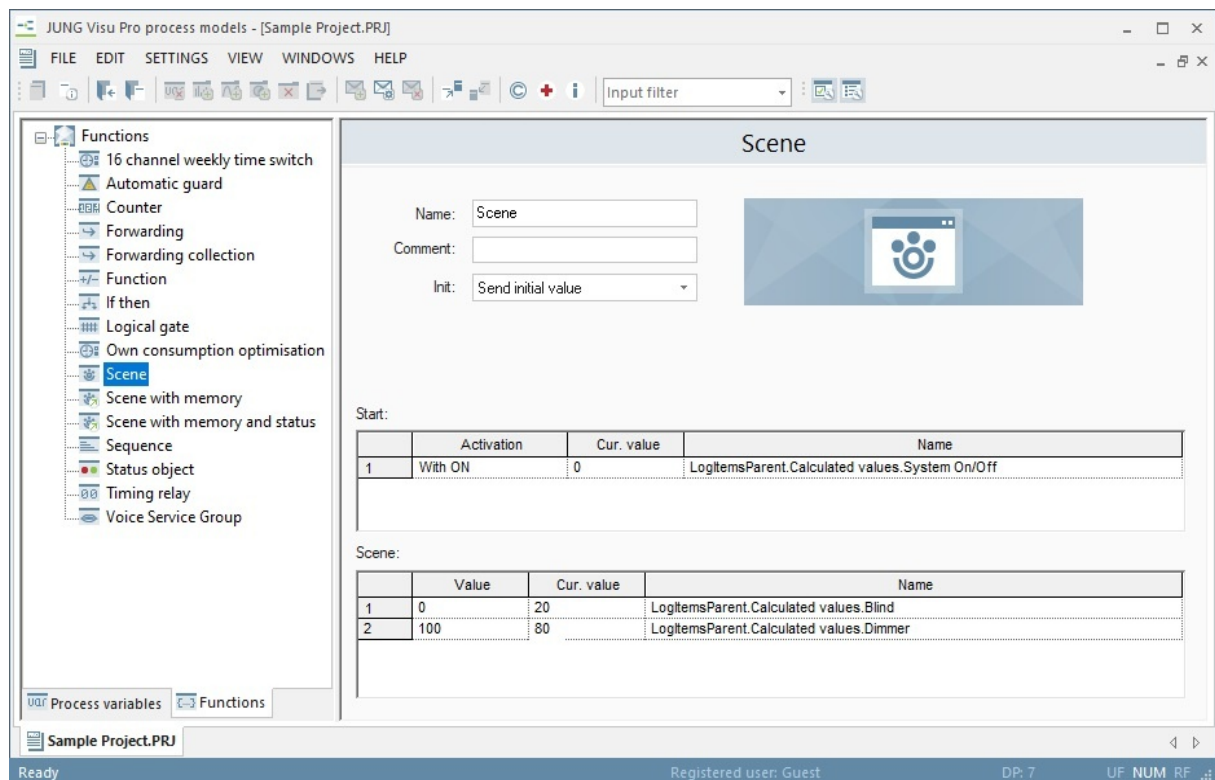 JUNG Visu Pro process models - [Sample Project.PRJ]
FILE EDIT SETTINGS VIEW WINDOWS HELP
Input filter
Functions
16 channel weekly time switch
Automatic guard
Counter
Forwarding
Forwarding collection
Function
If then
Logical gate
Own consumption optimisation
Scene
Scene with memory
Scene with memory and status
Sequence
Status object
Timing relay
Voice Service Group
Process variables Functions
Scene
Name: Scene
Comment:
Init: Send initial value
Start:
Activation Cur. value Name
1 With ON 0 LogItemsParent.Calculated values.System On/Off
Scene:
Value Cur. value Name
1 0 20 LogItemsParent.Calculated values.Blind
2 100 80 LogItemsParent.Calculated values.Dimmer
Sample Project.PRJ
Ready Registered user: Guest DP: 7 UF NUM RF